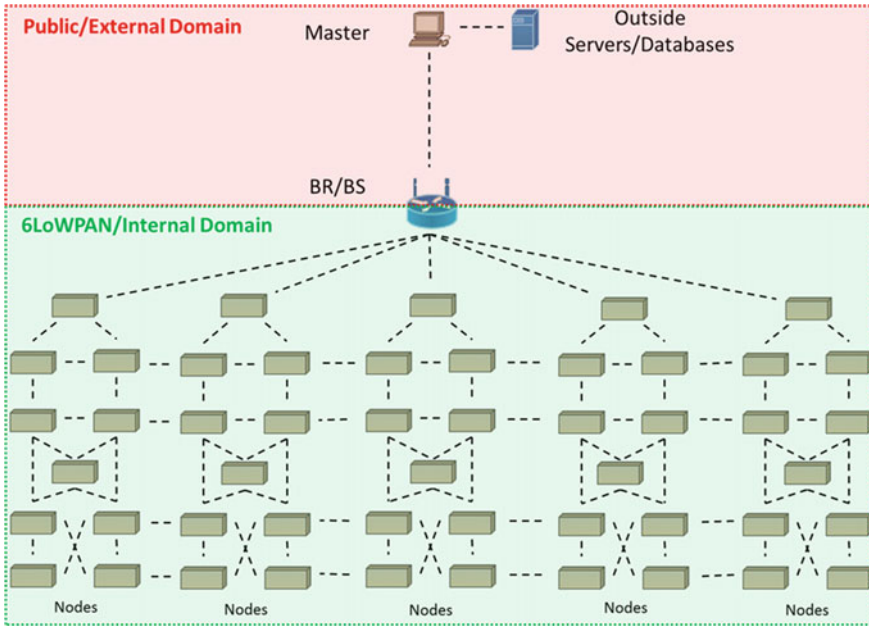 Public/External Domain
Master
Outside
Servers/Databases
BR/BS
6LoWPAN/Internal Domain
Nodes
Nodes
Nodes
Nodes
Nodes